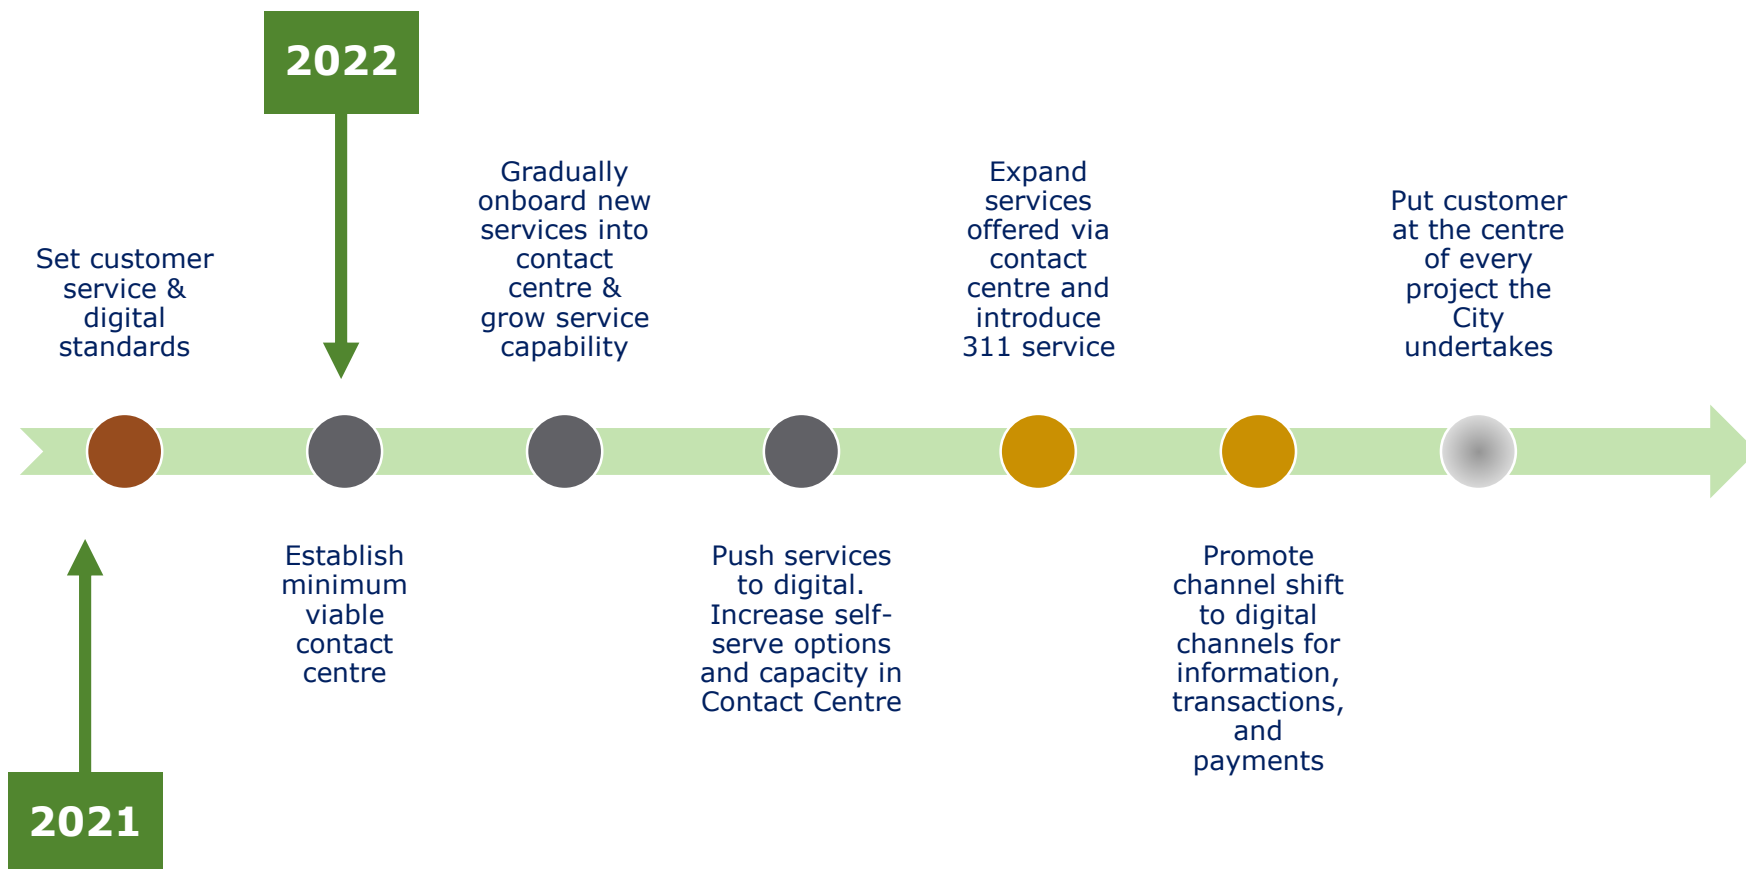 2022
Set customer
service &
digital
standards
Gradually
onboard new
services into
contact
centre &
grow service
capability
Expand
services
offered via
contact
centre and
introduce
311 service
Put customer
at the centre
of every
project the
City
undertakes
Establish
minimum
viable
contact
centre
Push services
to digital.
Increase self-
serve options
and capacity in
Contact Centre
Promote
channel shift
to digital
channels for
information,
transactions,
and
payments
2021